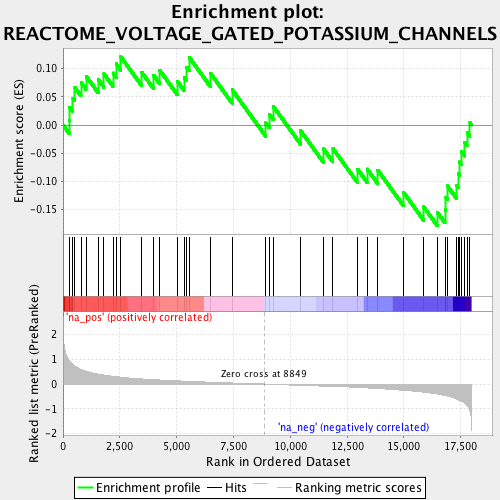 Enrichment plot:
REACTOME_VOLTAGE_GATED_POTASSIUM_CHANNELS
Enrichment score (ES)
0.10
0.05
0.00
-0.05
-0.10
-0.15
'na_pos' (positively correlated)
Ranked list metric (PreRanked)
2
1
0
-1
-2
Zero cross at 8849
'na_neg' (negatively correlated)
0 2,500 5,000 7,500 10,000 12,500 15,000 17,500
Rank in Ordered Dataset
Enrichment profile Hits Ranking metric scores